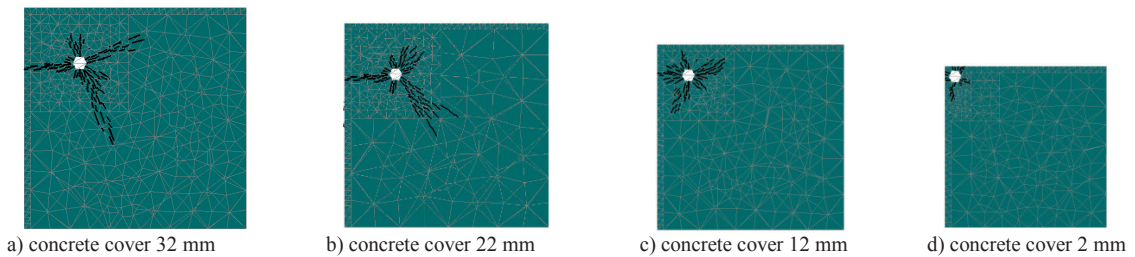 a) concrete cover 32 mm
b) concrete cover 22 mm
c) concrete cover 12 mm
d) concrete cover 2 mm